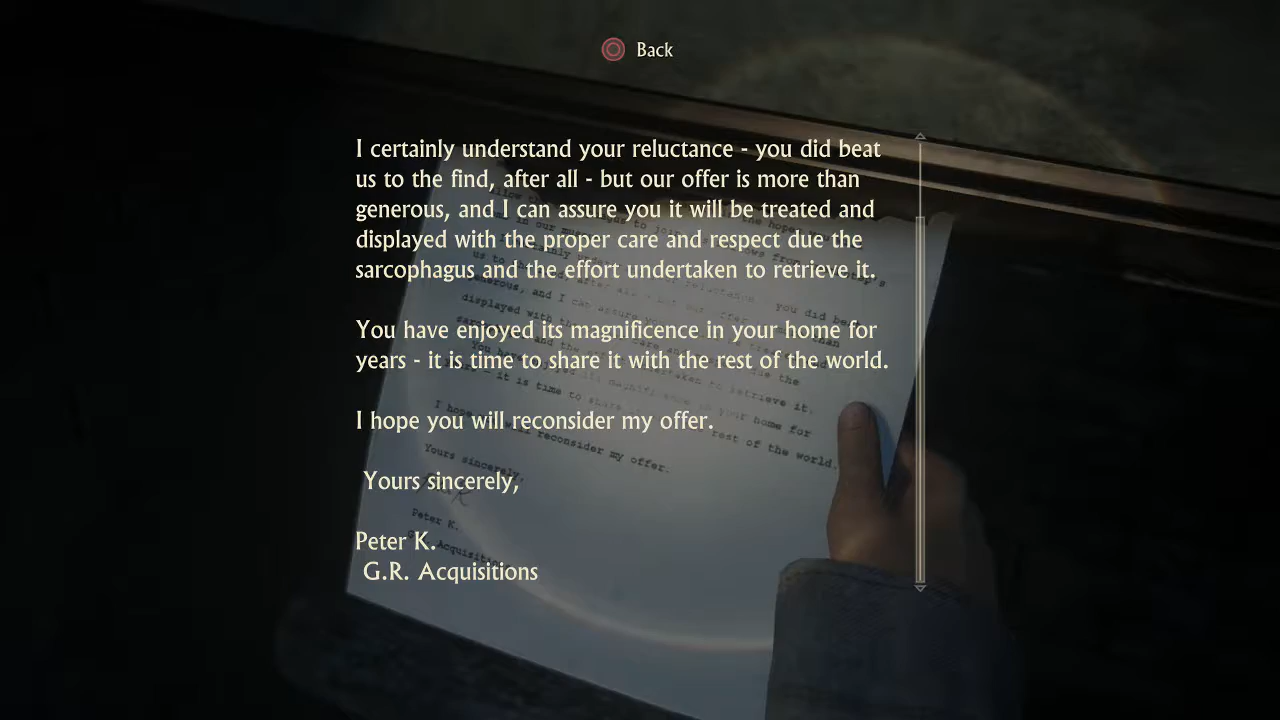 Back
I certainly understand your reluctance - you did beat
us to the find, after all - but our offer is more than
generous, and I can assure you it will be treated and
displayed with the proper care and respect due the
sarcophagus and the effort undertaken to retrieve it.
You have enjoyed its magnificence in your home for
years - it is time to share it with the rest of the world.
I hope you will reconsider my offer.
Yours sincerely,
Peter K.
G.R. Acquisitions